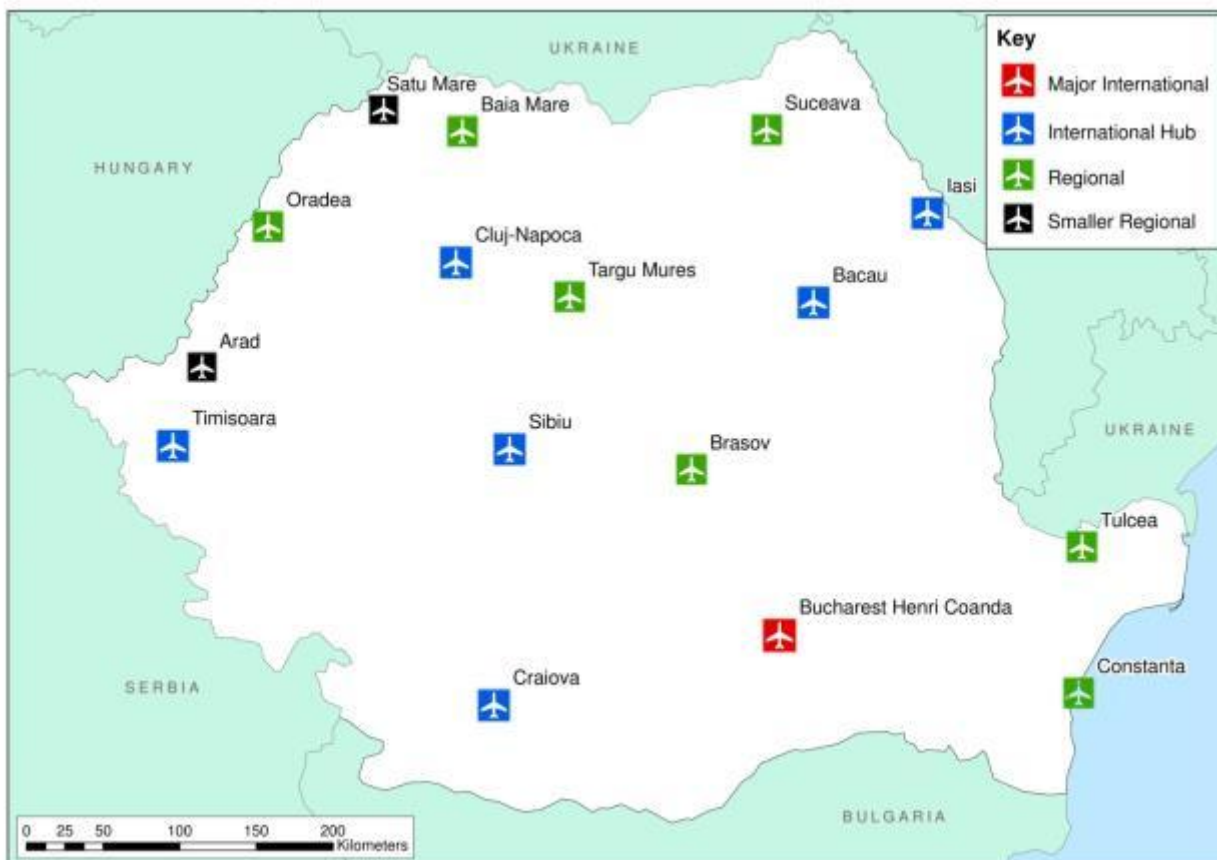 UKRAINE
Key
Major International
International Hub
Regional
Smaller Regional
Satu Mare
Baia Mare
Suceava
HUNGARY
Oradea
Iasi
Cluj-Napoca
Targu Mures
Bacau
Arad
Timisoara
Sibiu
Brasov
UKRAINE
Tulcea
Bucharest Henri Coanda
Constanta
SERBIA
Craiova
BULGARIA
0 25 50 100 150 200
Kilometers